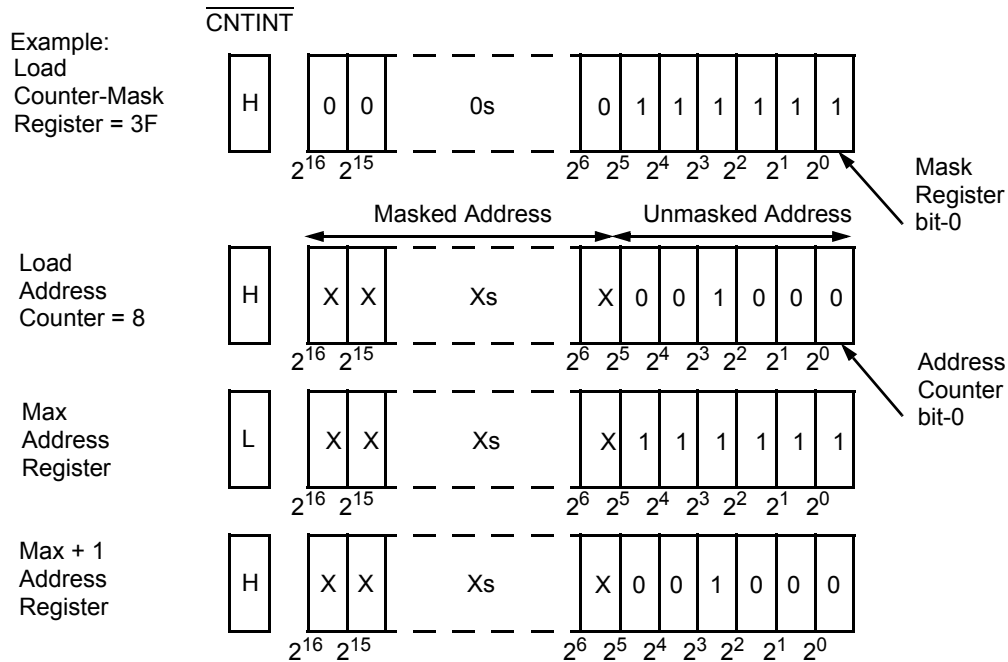 CNTINT
Example:
Load
Counter-Mask
Register = 3F
H 0 0 0s 0 1 1 1 1 1 1
2^16 2^15 2^6 2^5 2^4 2^3 2^2 2^1 2^0
Mask
Register
bit-0
Masked Address Unmasked Address
Load
Address
Counter = 8
H X X Xs X 0 0 1 0 0 0
2^16 2^15 2^6 2^5 2^4 2^3 2^2 2^1 2^0
Address
Counter
bit-0
Max
Address
Register
L X X Xs X 1 1 1 1 1 1
2^16 2^15 2^6 2^5 2^4 2^3 2^2 2^1 2^0
Max + 1
Address
Register
H X X Xs X 0 0 1 0 0 0
2^16 2^15 2^6 2^5 2^4 2^3 2^2 2^1 2^0